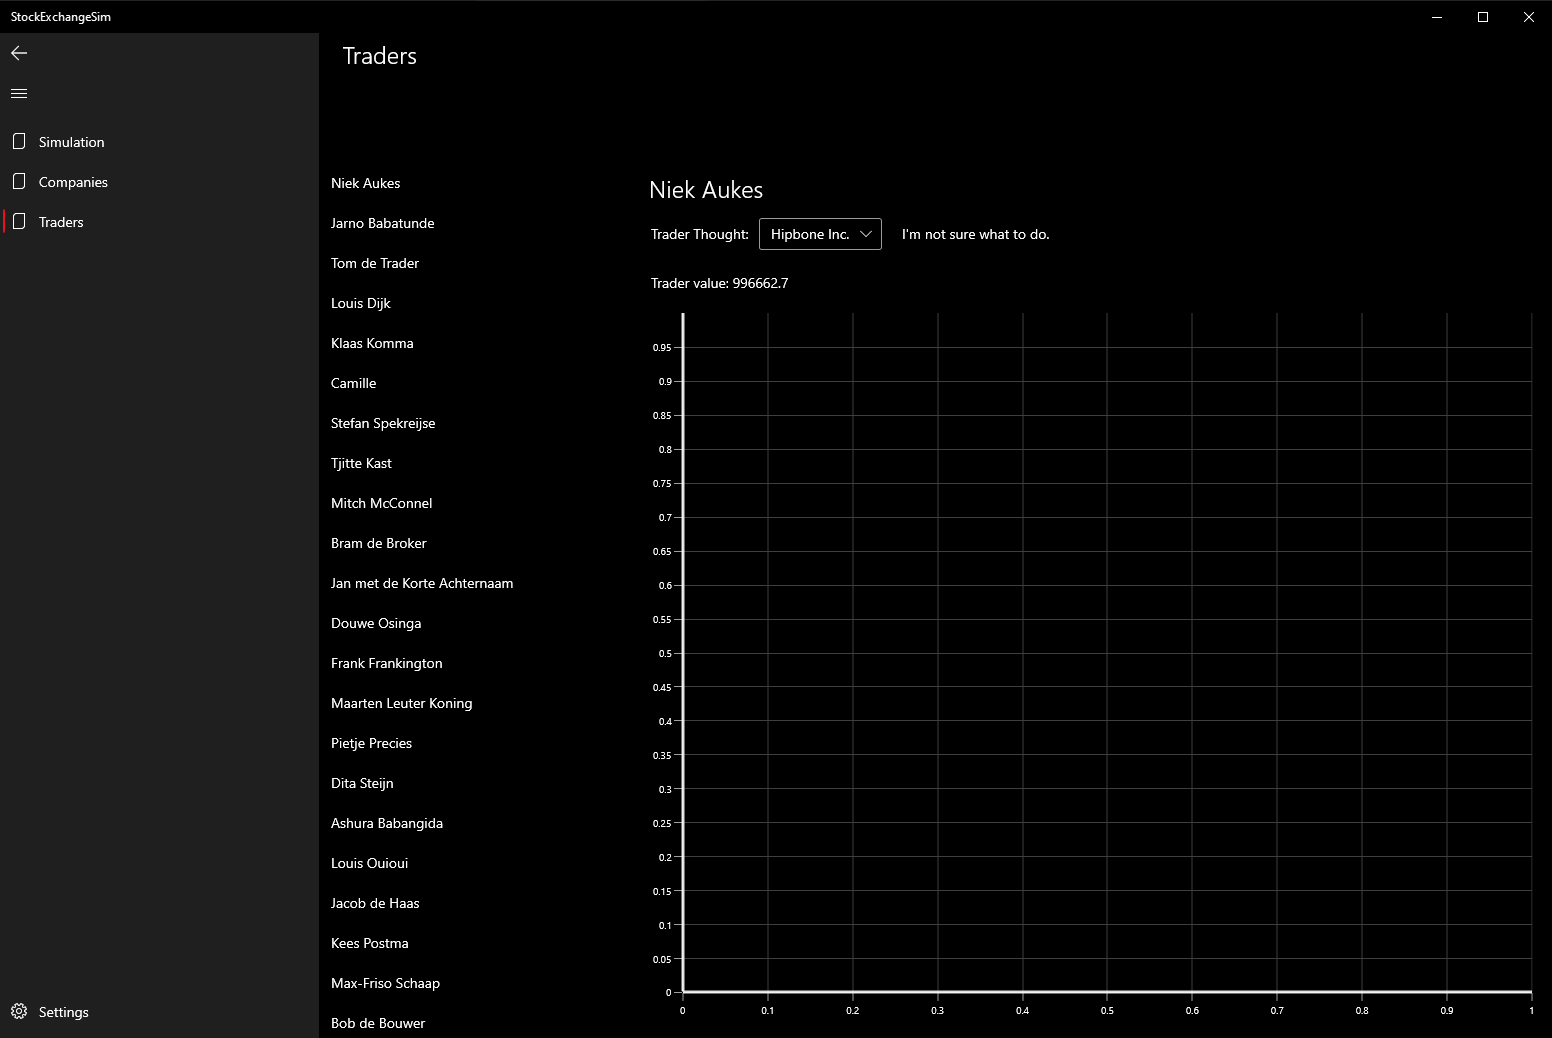 StockExchangeSim
Traders
Simulation
Companies
Traders
Settings
Niek Aukes
Jarno Babatunde
Tom de Trader
Louis Dijk
Klaas Komma
Camille
Stefan Spekreijse
Tjitte Kast
Mitch McConnel
Bram de Broker
Jan met de Korte Achternaam
Douwe Osinga
Frank Frankington
Maarten Leuter Koning
Pietje Precies
Dita Steijn
Ashura Babangida
Louis Ouioui
Jacob de Haas
Kees Postma
Max-Friso Schaap
Bob de Bouwer
Niek Aukes
Trader Thought: Hipbone Inc. I'm not sure what to do.
Trader value: 996662.7
0.95
0.9
0.85
0.8
0.75
0.7
0.65
0.6
0.55
0.5
0.45
0.4
0.35
0.3
0.25
0.2
0.15
0.1
0.05
0
0 0.1 0.2 0.3 0.4 0.5 0.6 0.7 0.8 0.9 1